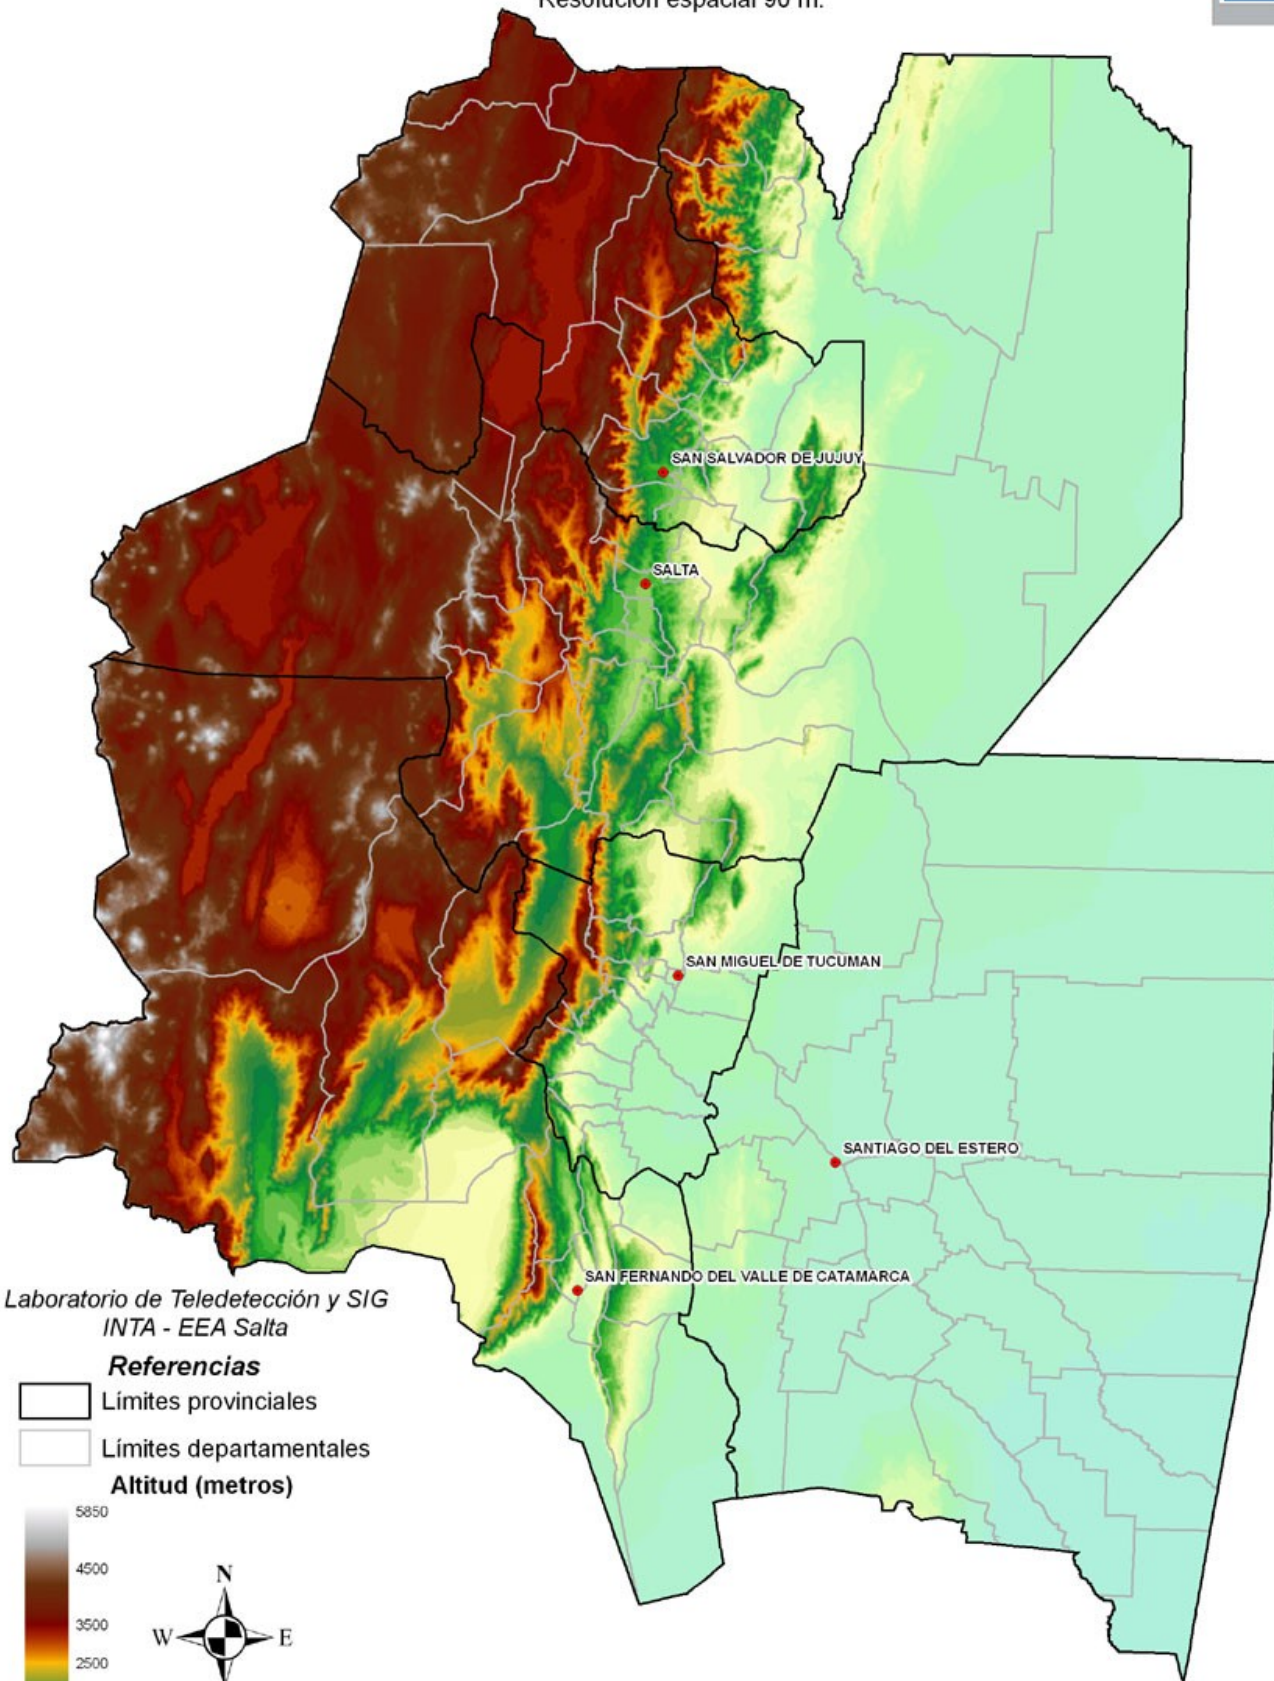 Resolución espacial 90 m.
SAN SALVADOR DE JUJUY
SALTA
SAN MIGUEL DE TUCUMAN
SANTIAGO DEL ESTERO
SAN FERNANDO DEL VALLE DE CATAMARCA
Laboratorio de Teledetección y SIG
INTA - EEA Salta
Referencias
Límites provinciales
Límites departamentales
Altitud (metros)
5850
4500
3500
2500
N
W E